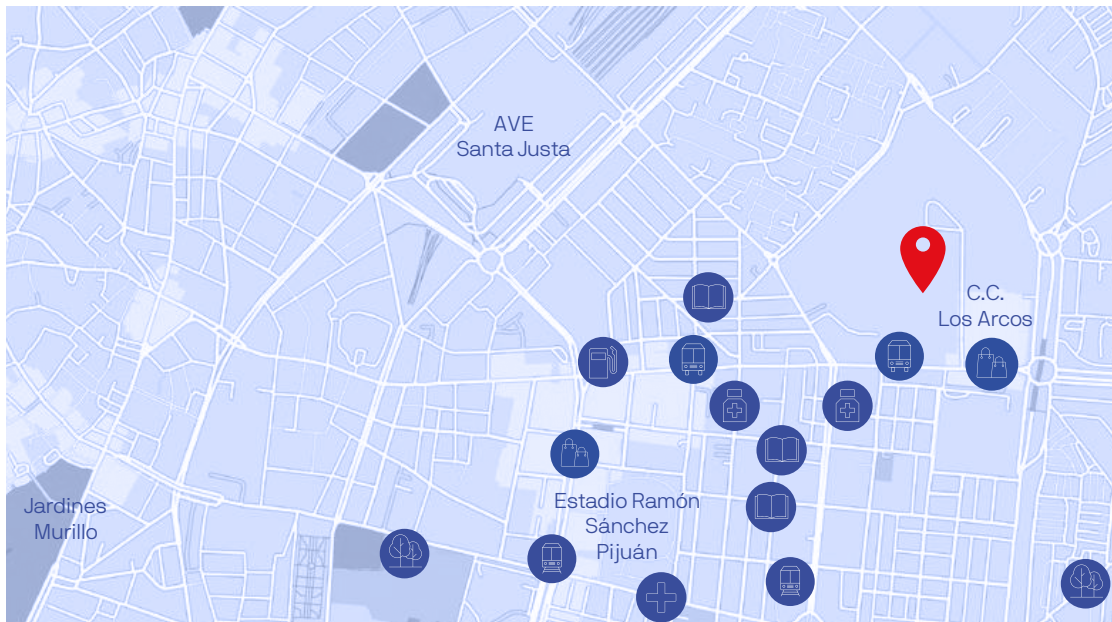 AVE
Santa Justa
C.C.
Los Arcos
Jardines
Murillo
Estadio Ramón
Sánchez
Pijuán